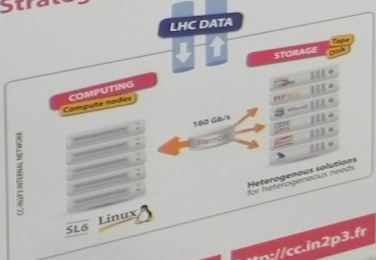 LHC DATA
COMPUTING
Compute nodes
STORAGE
Tape
Disk
160 Gb/s
SWITCH
CC-IN2P3 INTERNAL NETWORK
SL6
Linux
Heterogenous solutions
for heterogeneous needs
http://cc.in2p3.fr